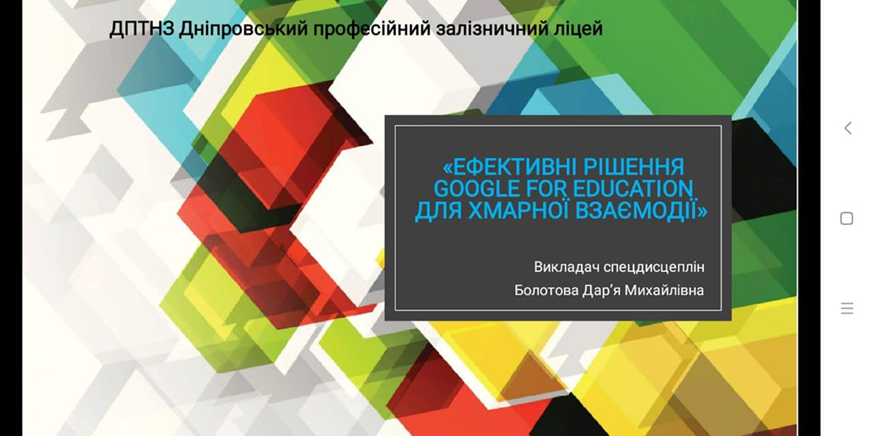 ДПТНЗ Дніпровський професійний залізничний ліцей
«ЕФЕКТИВНІ РІШЕННЯ
GOOGLE FOR EDUCATION
ДЛЯ ХМАРНОЇ ВЗАЄМОДІЇ»
Викладач спецдисцеплін
Болотова Дар’я Михайлівна